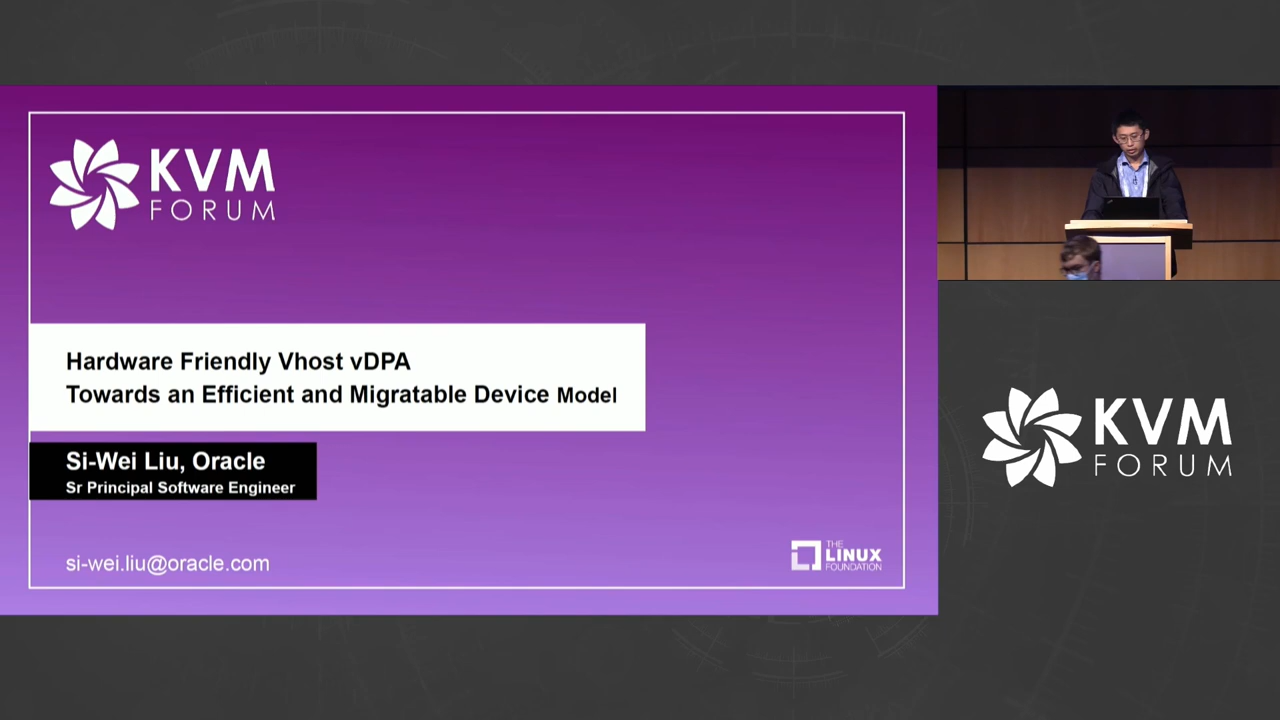 KVM
FORUM
Hardware Friendly Vhost vDPA
Towards an Efficient and Migratable Device Model
Si-Wei Liu, Oracle
Sr Principal Software Engineer
si-wei.liu@oracle.com
THE
LINUX
FOUNDATION
KVM
FORUM